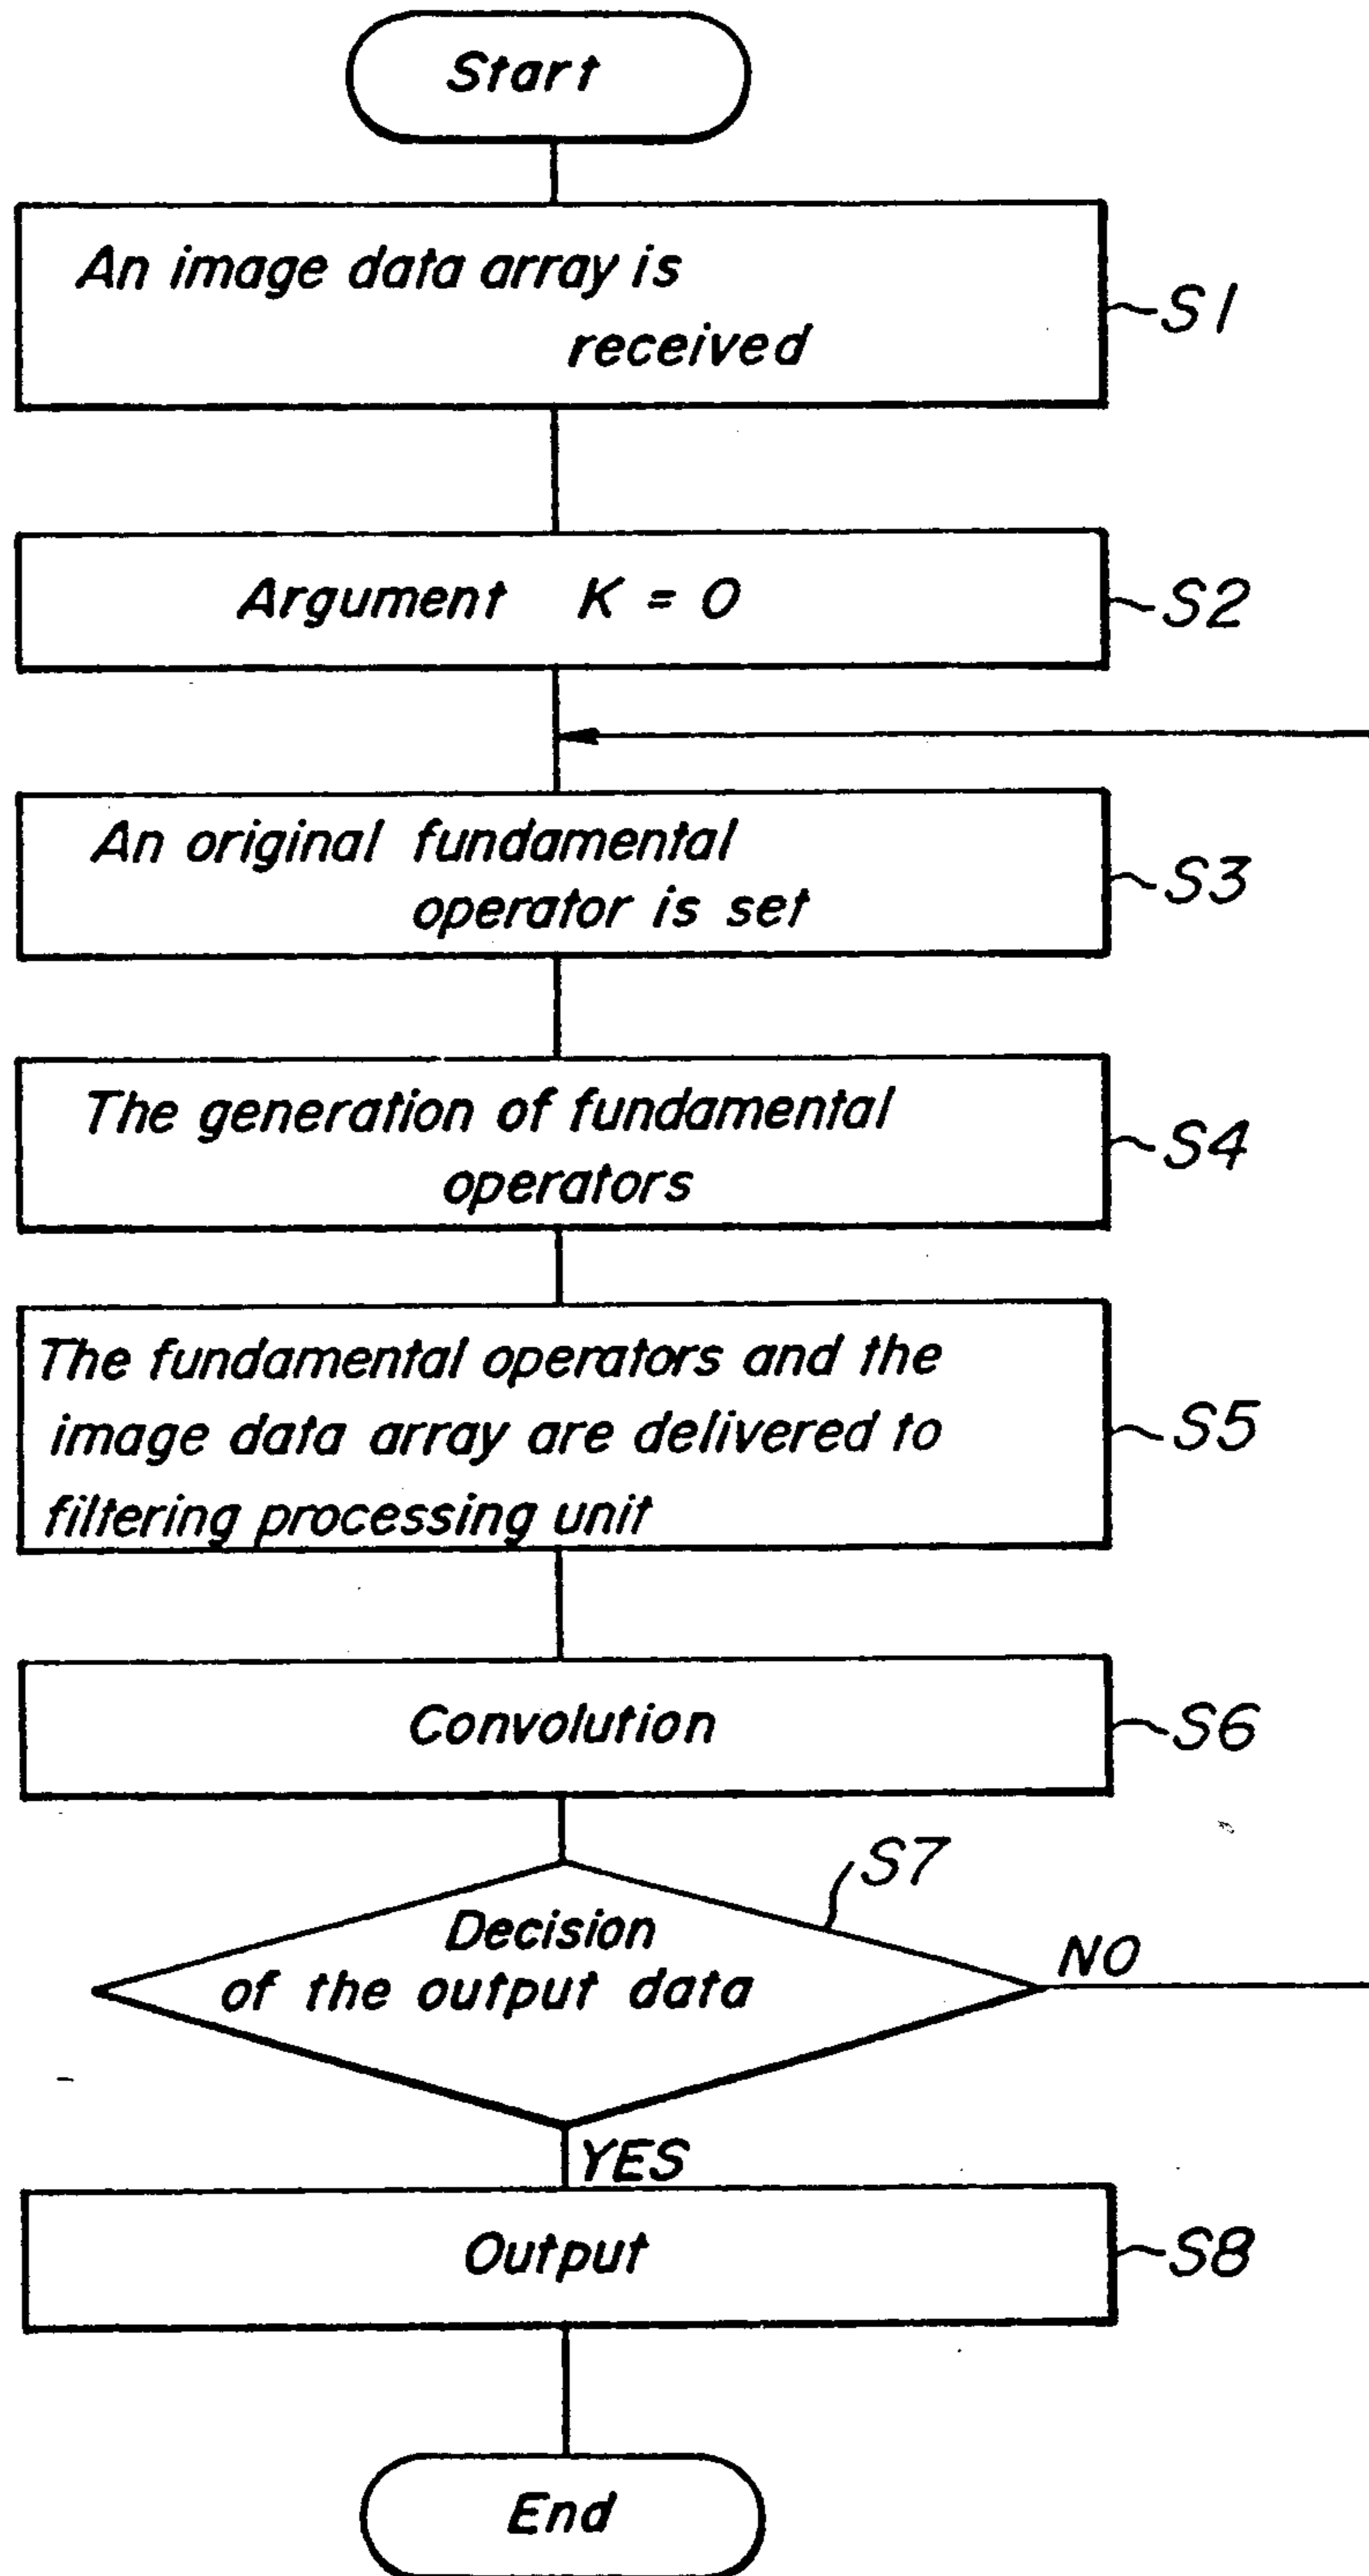 Start
An image data array is
received
S1
Argument K = 0
S2
An original fundamental
operator is set
S3
The generation of fundamental
operators
S4
The fundamental operators and the
image data array are delivered to
filtering processing unit
S5
Convolution
S6
S7
Decision
of the output data
NO
YES
Output
S8
End